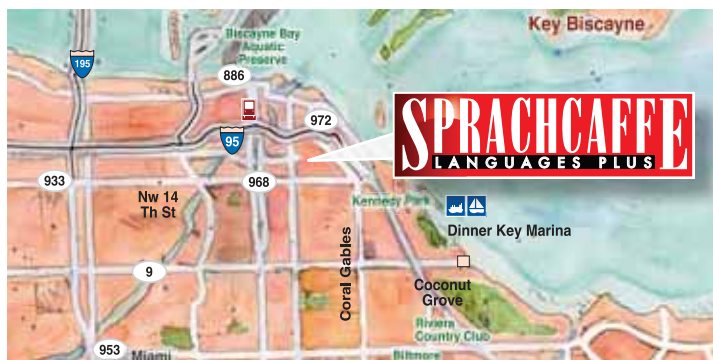 Key Biscayne
Biscayne Bay
Aquatic
Preserve
195
886
972
95
SPRACHCAFFE
LANGUAGES PLUS
933
968
Nw 14
Th St
Kennedy Park
Dinner Key Marina
Coral Gables
9
Coconut
Grove
Riviera
Country Club
953
Miami
Biltmore